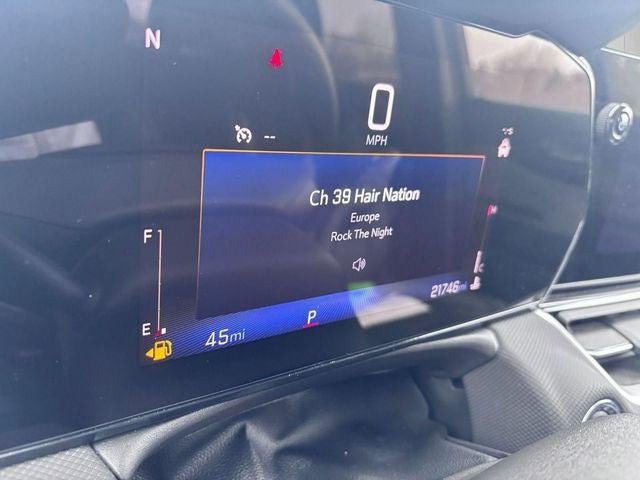 N
0
MPH
--
Ch 39 Hair Nation
Europe
Rock The Night
F
H
E
C
45mi
P
21746mi